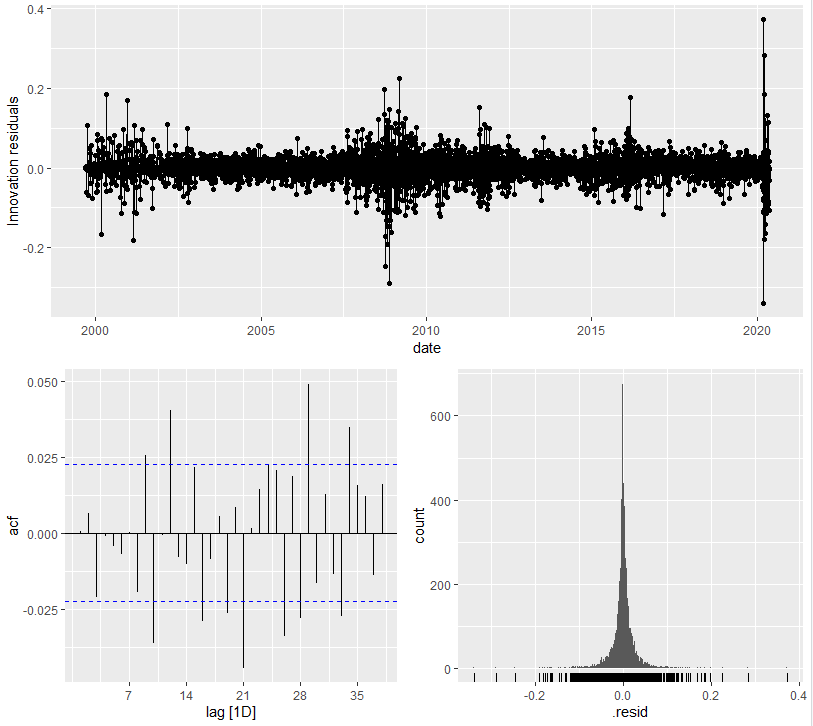 0.4
0.2
0.0
-0.2
Innovation residuals
2000 2005 2010 2015 2020
date
0.050
0.025
0.000
-0.025
acf
7 14 21 28 35
lag [1D]
600
400
200
0
count
-0.2 0.0 0.2 0.4
.resid